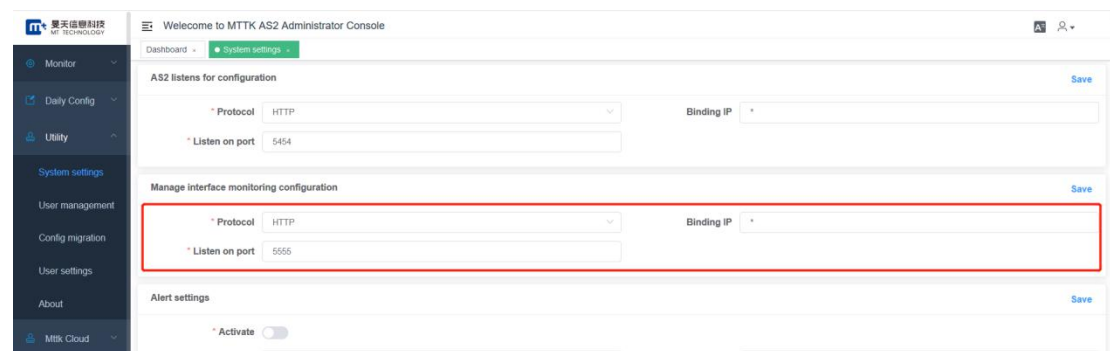 mt 曼天信息科技
MT TECHNOLOGY
Welecome to MTTK AS2 Administrator Console
Dashboard
System settings
Monitor
Daily Config
Utility
System settings
User management
Config migration
User settings
About
Mttk Cloud
AS2 listens for configuration
Save
* Protocol HTTP
Binding IP *
* Listen on port 5454
Manage interface monitoring configuration
Save
* Protocol HTTP
Binding IP *
* Listen on port 5555
Alert settings
Save
* Activate